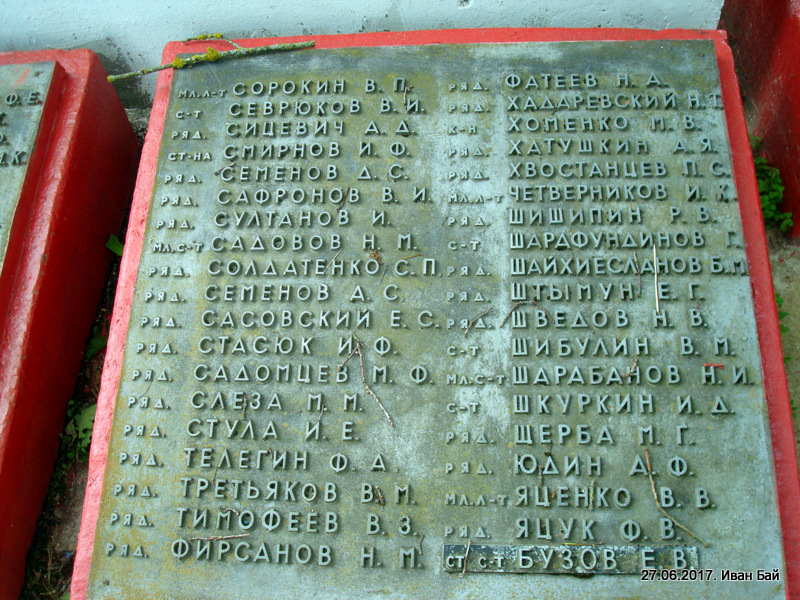 МЛ.Л-Т СОРОКИН В. П.
С-Т СЕВРЮКОВ В. И.
РЯД. СИЦЕВИЧ А. Д.
СТ-НА СМИРНОВ И. Ф.
РЯД. СЕМЕНОВ Д. С.
РЯД. САФРОНОВ В. И.
РЯД. СУЛТАНОВ И.
МЛ.С-Т САДОВОВ Н. М.
РЯД. СОЛДАТЕНКО С. П.
РЯД. СЕМЕНОВ А. С.
РЯД. САСОВСКИЙ Е. С.
РЯД. СТАСЮК И. Ф.
РЯД. САДОМЦЕВ М. Ф.
РЯД. СЛЕЗА М. М.
РЯД. СТУЛА И. Е.
РЯД. ТЕЛЕГИН Ф. А.
РЯД. ТРЕТЬЯКОВ В. М.
РЯД. ТИМОФЕЕВ В. З.
РЯД. ФИРСАНОВ Н. М.
РЯД. ФАТЕЕВ Н. А.
РЯД. ХАДАРЕВСКИЙ Н. Т.
К-Н ХОМЕНКО М. В.
РЯД. ХАТУШКИН А. Я.
РЯД. ХВОСТАНЦЕВ П. С.
МЛ.Л-Т ЧЕТВЕРНИКОВ И. К.
РЯД. ШИШИПИН Р. В.
С-Т ШАРАФУНДИНОВ Г.
РЯД. ШАЙХИЕСЛАНОВ Б. М.
РЯД. ШТЫМУН Е. Г.
РЯД. ШВЕДОВ Н. В.
С-Т ШИБУЛИН В. М.
МЛ.С-Т ШАРАБАНОВ Н. И.
С-Т ШКУРКИН И. Д.
РЯД. ЩЕРБА М. Г.
РЯД. ЮДИН А. Ф.
МЛ.Л-Т ЯЦЕНКО В. В.
РЯД. ЯЦУК Ф. В.
СТ С-Т БУЗОВ Е. В.
27.06.2017. Иван Бай